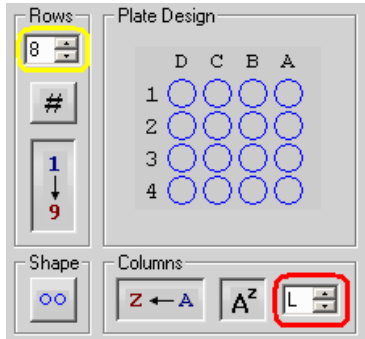 Rows
8
#
1
9
Plate Design
D C B A
1
2
3
4
Shape
Columns
Z A
A^Z
L